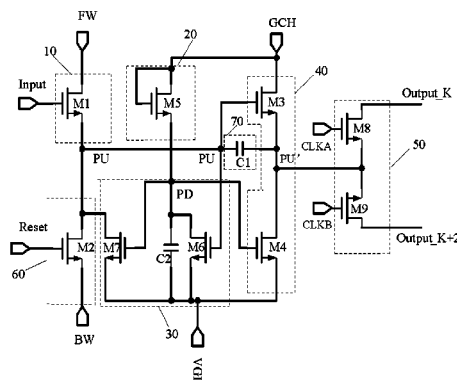 FW
GCH
10
20
40
Input
M1
M5
M3
70
Output_K
M8
CLKA
PU
PU
C1
PU'
50
PD
M9
CLKB
Reset
M2
M7
C2
M6
M4
Output_K+2
60
30
BW
VGL